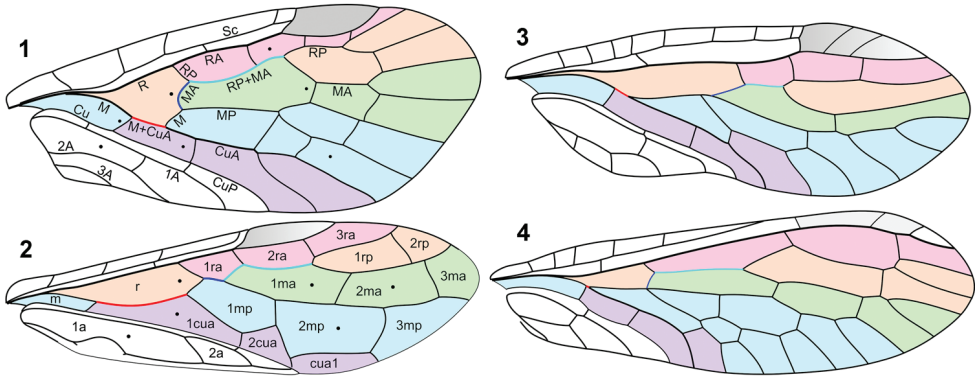 1
Sc
RA
RP
RP
R
MA
RP+MA
MA
M
Cu
M+CuA
M
MP
2A
CuA
3A
1A
CuP
2
3ra
2rp
1ra
2ra
1rp
3ma
r
1ma
2ma
m
1mp
1a
1cua
2mp
3mp
2a
2cua
cua1
3
4